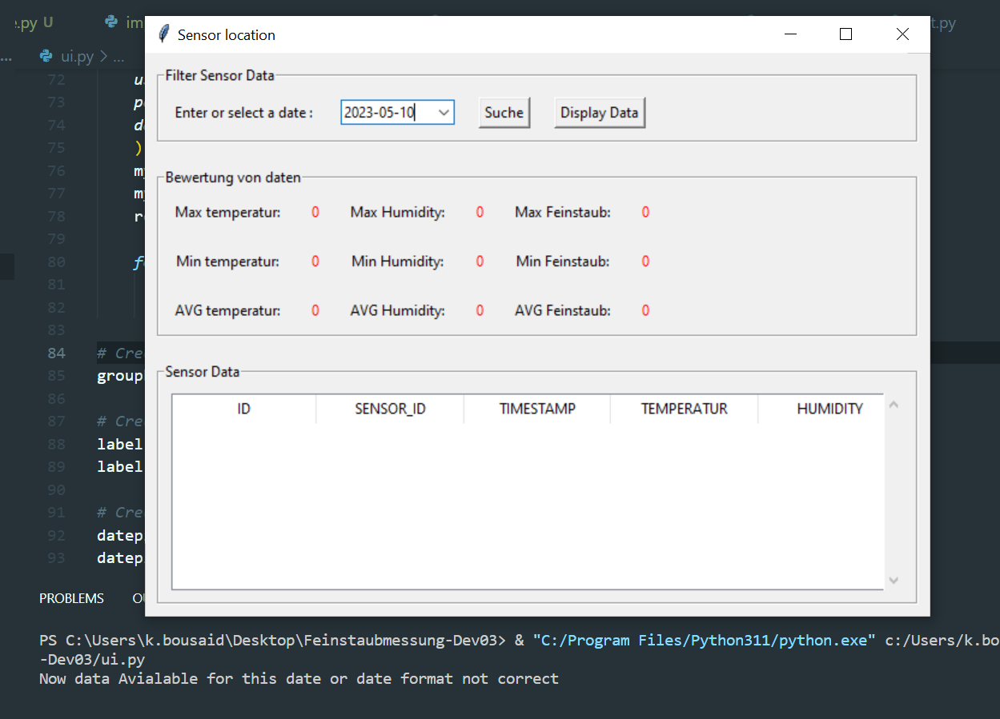 .py U
im
t.py
Sensor location
... ui.py > ...
Filter Sensor Data
Enter or select a date : 2023-05-10 Suche Display Data
Bewertung von daten
Max temperatur: 0 Max Humidity: 0 Max Feinstaub: 0
Min temperatur: 0 Min Humidity: 0 Min Feinstaub: 0
AVG temperatur: 0 AVG Humidity: 0 AVG Feinstaub: 0
Sensor Data
ID SENSOR_ID TIMESTAMP TEMPERATUR HUMIDITY
72 u
73 p
74 d
75 )
76 m
77 m
78 r
79
80 f
81
82
83
84 # Cre
85 group
86
87 # Cre
88 label
89 label
90
91 # Cre
92 datep
93 datep
PROBLEMS OU
PS C:\Users\k.bousaid\Desktop\Feinstaubmessung-Dev03> & "C:/Program Files/Python311/python.exe" c:/Users/k.bo
-Dev03/ui.py
Now data Avialable for this date or date format not correct